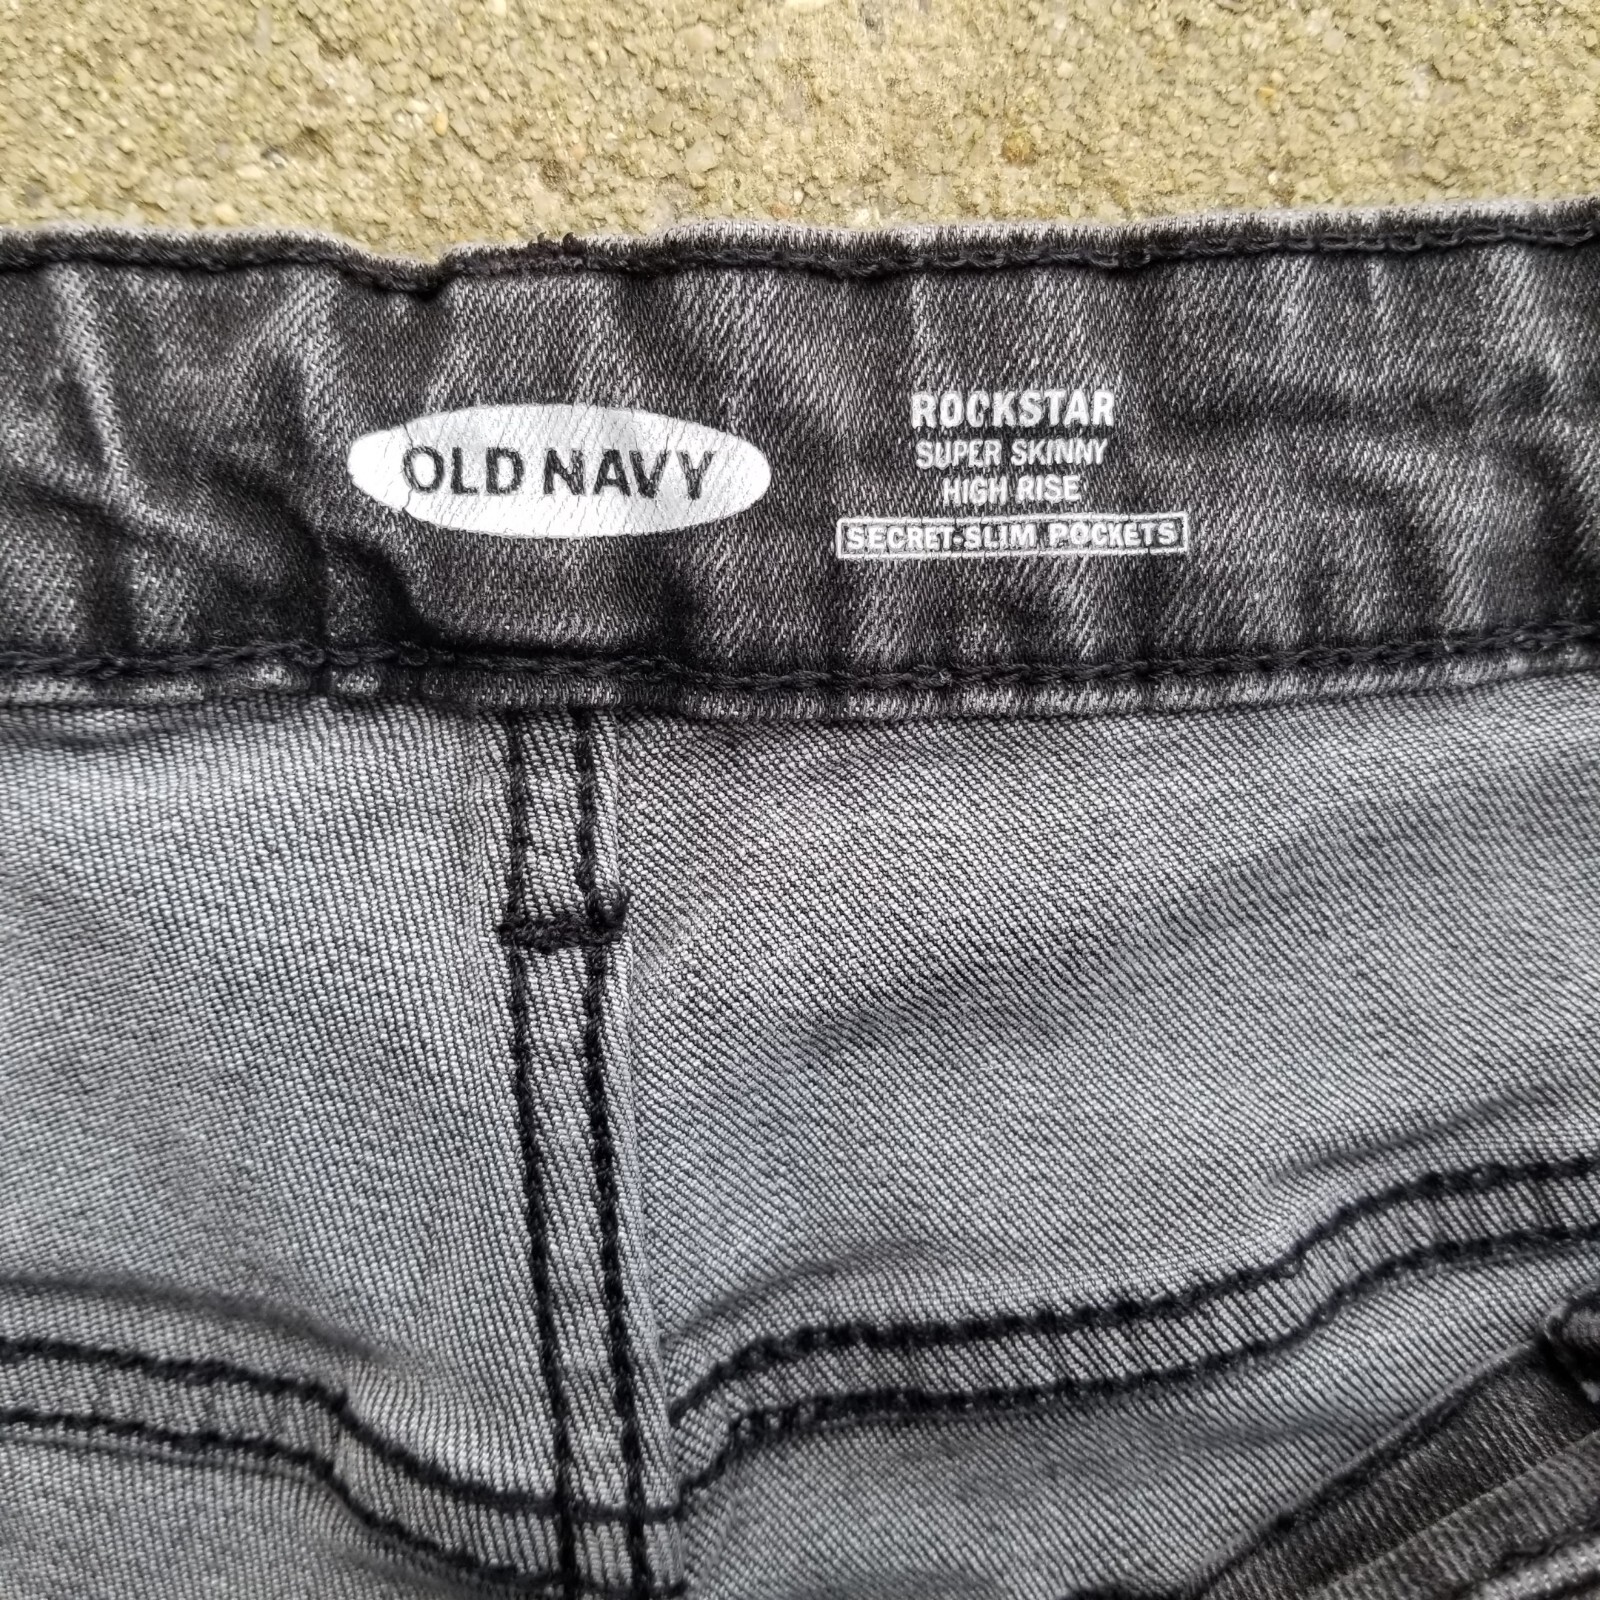 OLD NAVY
ROCKSTAR
SUPER SKINNY
HIGH RISE
SECRET-SLIM POCKETS